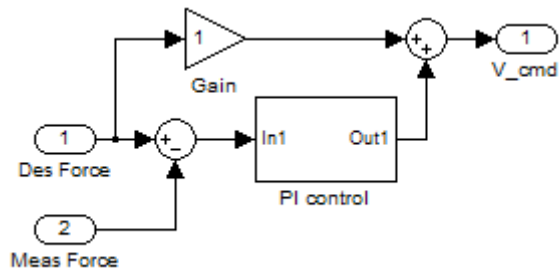 1
+
+
1
V_cmd
Gain
1
Des Force
+
−
In1
Out1
PI control
2
Meas Force